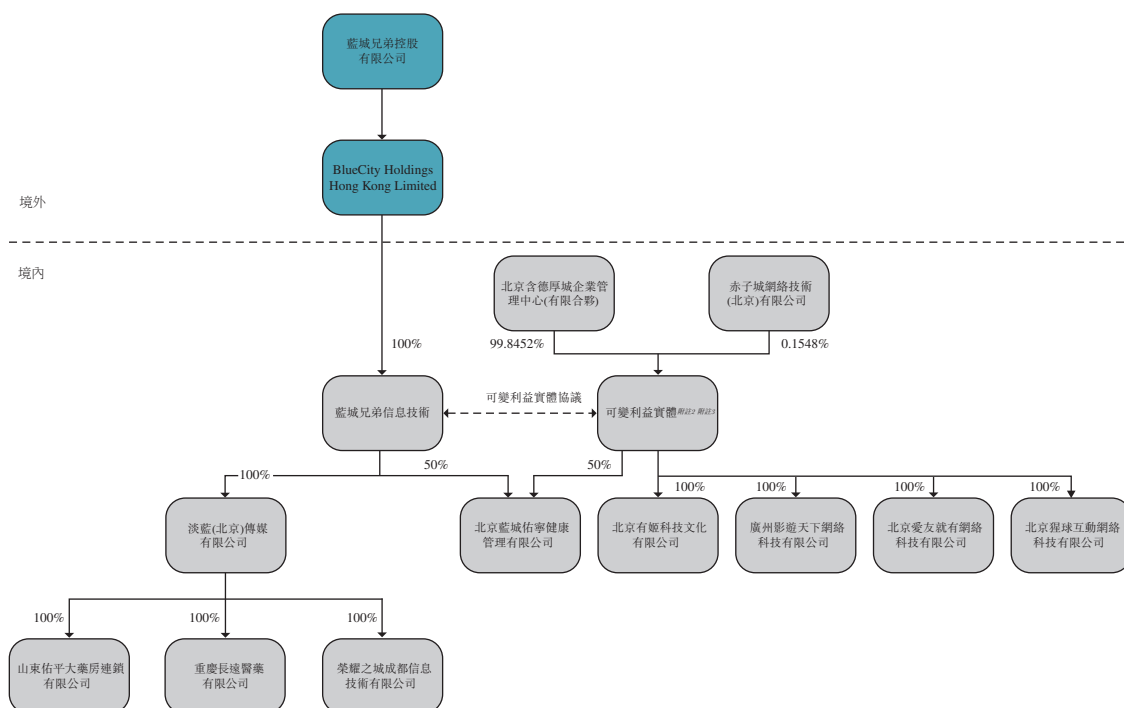 藍城兄弟控股
有限公司
BlueCity Holdings
Hong Kong Limited
境外
境內
北京含德厚城企業管
理中心(有限合夥)
赤子城網絡技術
(北京)有限公司
100%
99.8452%
0.1548%
藍城兄弟信息技術
可變利益實體協議
可變利益實體附註2 附註3
100%
50%
50%
100%
100%
100%
100%
淡藍(北京)傳媒
有限公司
北京藍城佑寧健康
管理有限公司
北京有姬科技文化
有限公司
廣州影遊天下網絡
科技有限公司
北京愛友就有網絡
科技有限公司
北京猩球互動網絡
科技有限公司
100%
100%
100%
山東佑平大藥房連鎖
有限公司
重慶長遠醫藥
有限公司
榮耀之城成都信息
技術有限公司